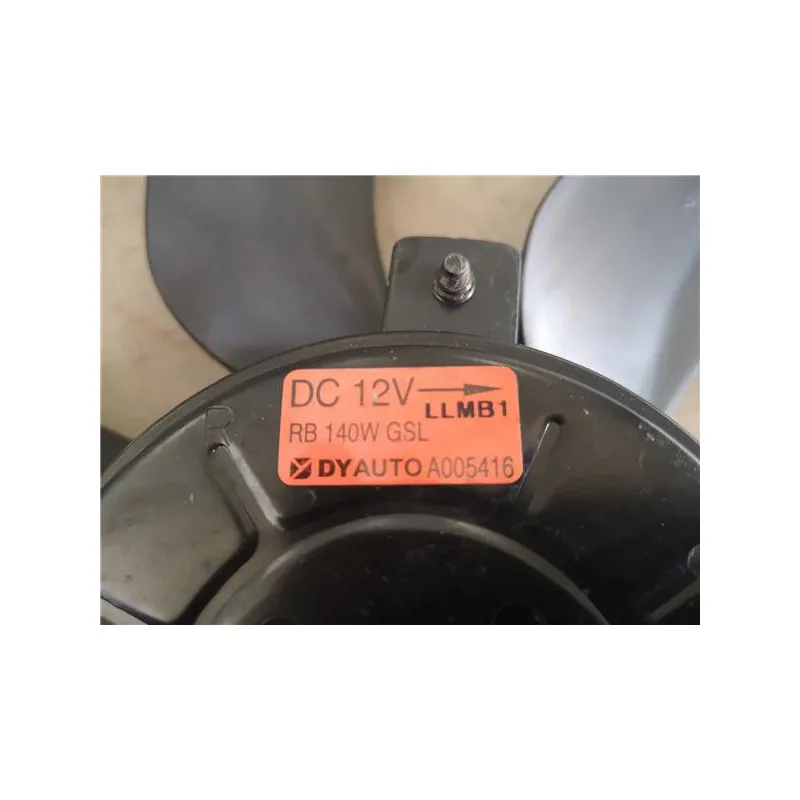 DC 12V
LLMB1
RB 140W GSL
DYAUTO A005416
R